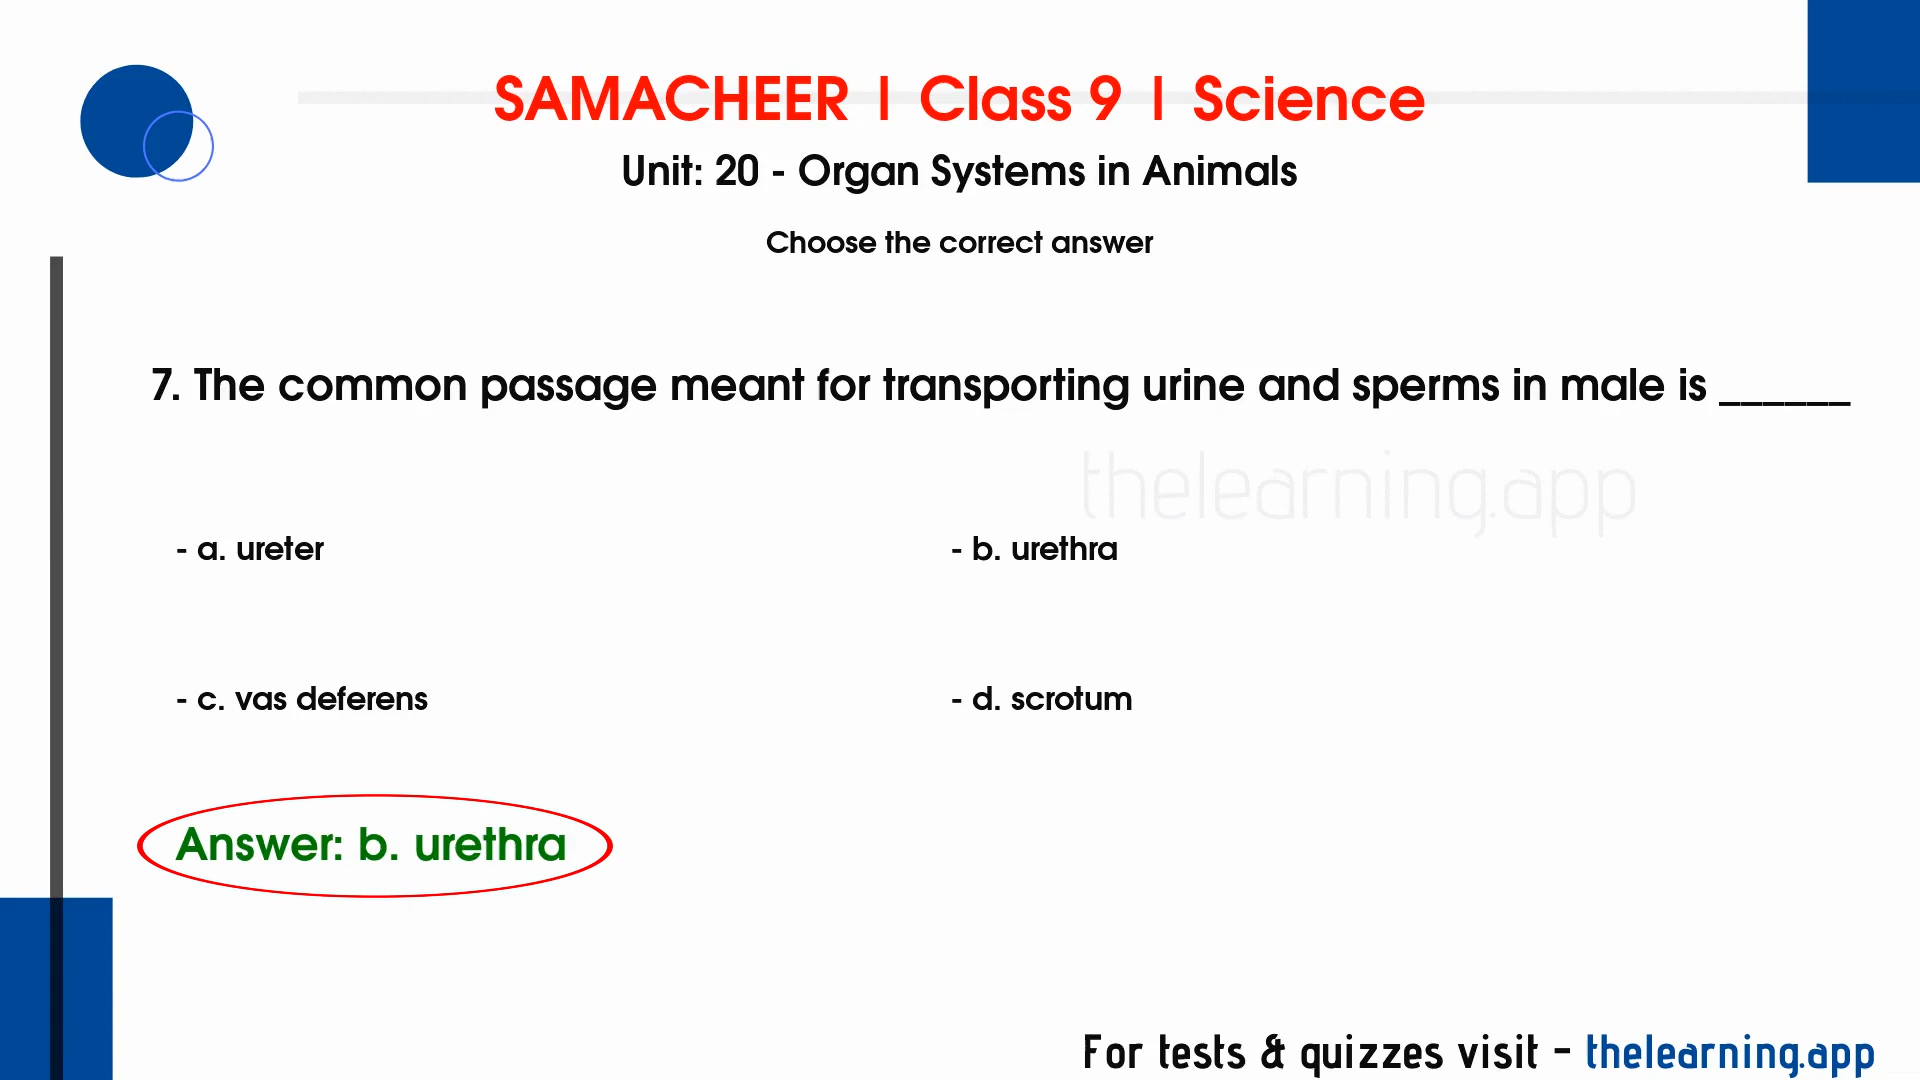 SAMACHEER | Class 9 | Science
Unit: 20 - Organ Systems in Animals
Choose the correct answer
7. The common passage meant for transporting urine and sperms in male is ______
thelearning.app
- a. ureter
- b. urethra
- c. vas deferens
- d. scrotum
Answer: b. urethra
For tests & quizzes visit - thelearning.app